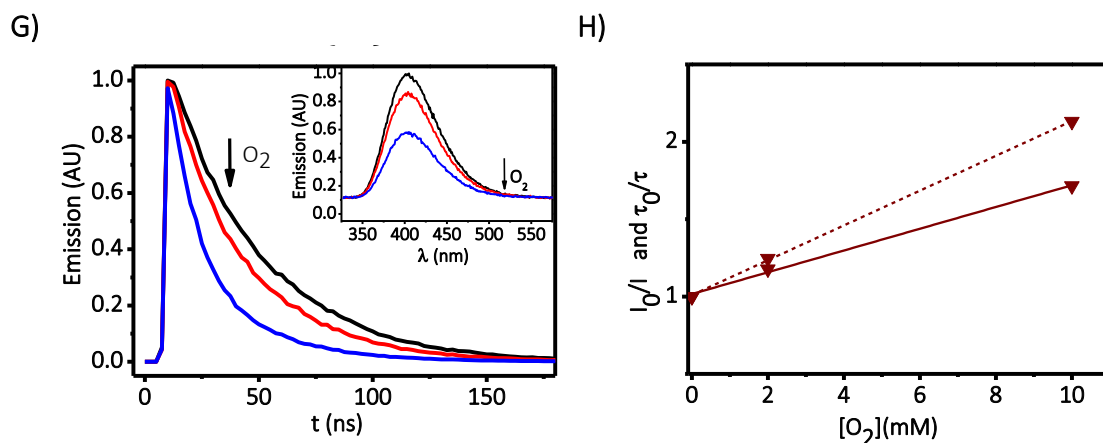 G)
1.0
0.8
0.6
0.4
0.2
0.0
Emission (AU)
0
50
100
150
t (ns)
O2
1.0
0.8
0.6
0.4
0.2
0.0
Emission (AU)
350
400
450
500
550
λ (nm)
O2
H)
2
1
I0/I and τ0/τ
0
2
4
6
8
10
[O2](mM)